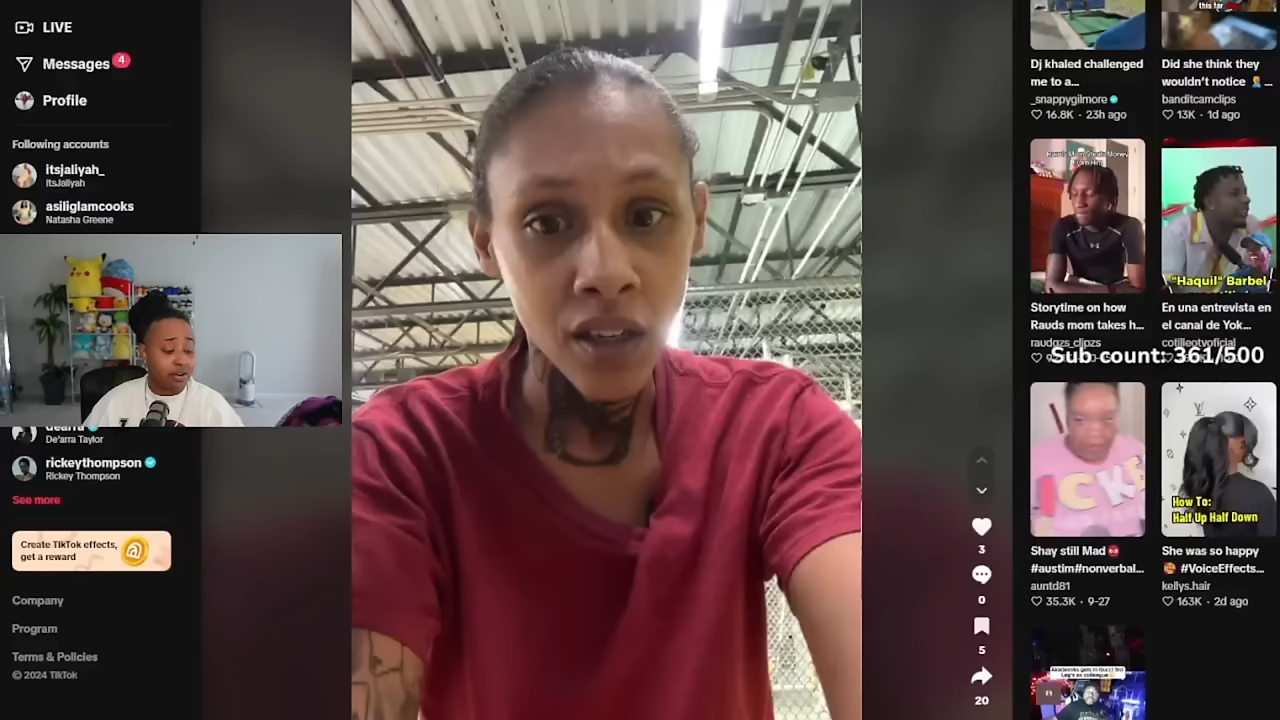 LIVE
Messages 4
Profile
Following accounts
itsjaliyah_
ItsJaliyah
asiliglamcooks
Natasha Greene
De'arra Taylor
rickeythompson
Rickey Thompson
See more
Create TikTok effects,
get a reward
Company
Program
Terms & Policies
© 2024 TikTok
3
0
5
20
Dj khaled challenged
me to a...
_snappygilmore
16.8K · 23h ago
Did she think they
wouldn't notice 🤦 ...
banditcamclips
13K · 1d ago
Storytime on how
Rauds mom takes h...
raudgzs_clpzs
"Haquil" Barbel
En una entrevista en
el canal de Yok...
cotilleotvoficial
Sub count: 361/500
ICKE
Shay still Mad
#austim#nonverbal...
auntd81
35.3K · 9-27
How To:
Half Up Half Down
She was so happy
🥰 #VoiceEffects...
kellys.hair
163K · 2d ago